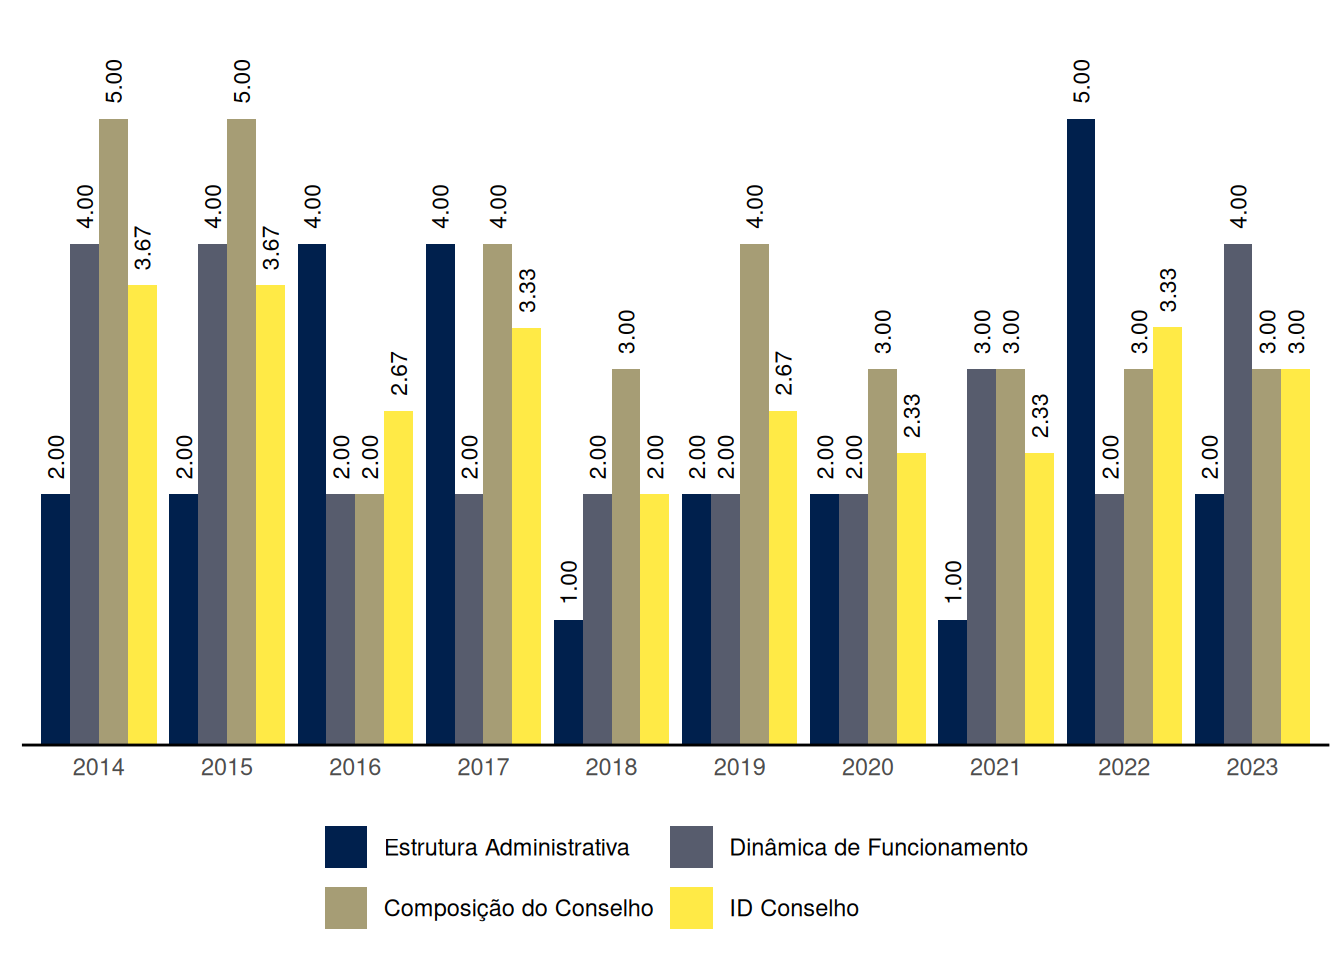 2.00 4.00 5.00 3.67 2.00 4.00 5.00 3.67 4.00 2.00 2.00 2.67 4.00 2.00 4.00 3.33 1.00 2.00 3.00 2.00 2.00 2.00 4.00 2.67 2.00 2.00 3.00 2.33 1.00 3.00 3.00 2.33 5.00 2.00 3.00 3.33 2.00 4.00 3.00 3.00
2014 2015 2016 2017 2018 2019 2020 2021 2022 2023
Estrutura Administrativa Dinâmica de Funcionamento
Composição do Conselho ID Conselho